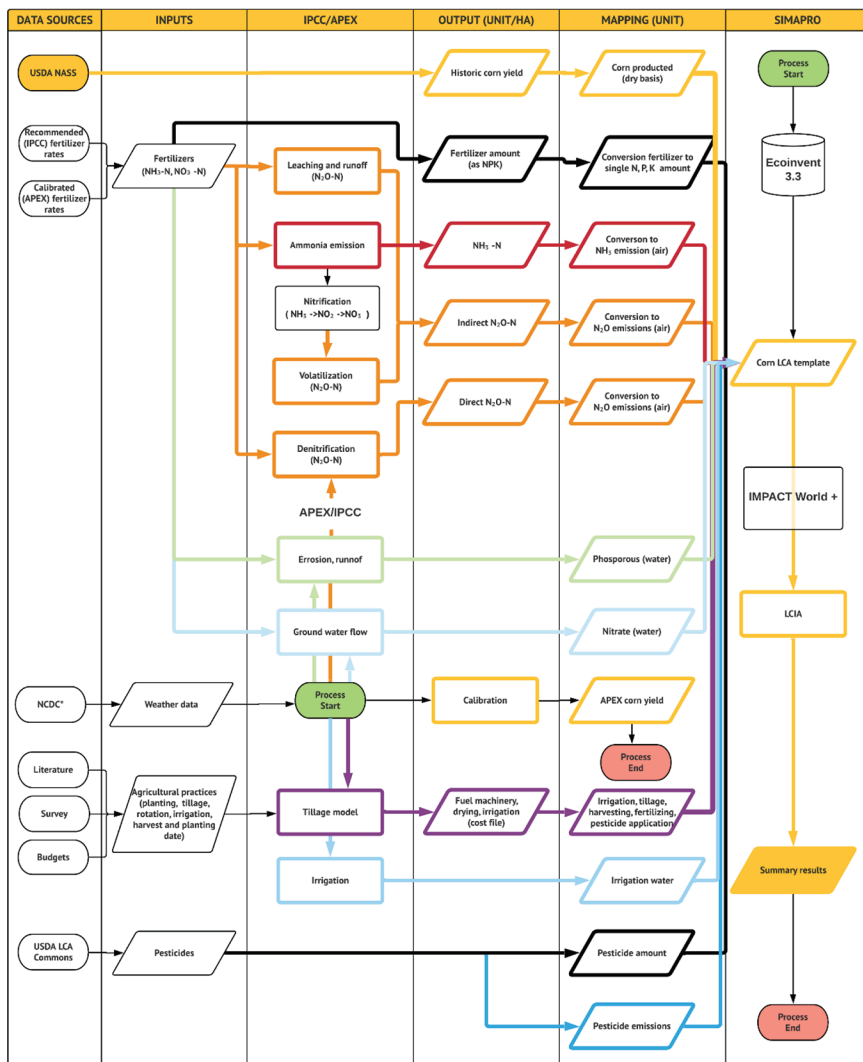 DATA SOURCES
INPUTS
IPCC/APEX
OUTPUT (UNIT/HA)
MAPPING (UNIT)
SIMAPRO
USDA NASS
Historic corn yield
Corn produced
(dry basis)
Process
Start
Recommended
(IPCC) fertilizer
rates
Calibrated
(APEX) fertilizer
rates
Fertilizers
(NH₃-N, NO₃ -N)
Leaching and runoff
(N₂O-N)
Fertilizer amount
(as NPK)
Conversion fertilizer to
single N, P, K amount
Ecoinvent
3.3
Ammonia emission
NH₃ -N
Converson to
NH₃ emission (air)
Nitrification
( NH₃ ->NO₂ ->NO₃ )
Indirect N₂O-N
Conversion to
N₂O emissions (air)
Corn LCA template
Volatilization
(N₂O-N)
Direct N₂O-N
Conversion to
N₂O emissions (air)
Denitrification
(N₂O-N)
APEX/IPCC
IMPACT World +
Errosion, runnof
Phosporous (water)
Ground water flow
Nitrate (water)
LCIA
NCDC*
Weather data
Process
Start
Calibration
APEX corn yield
Process
End
Literature
Survey
Budgets
Agricultural practices
(planting, tillage,
rotation, irrigation,
harvest and planting
date)
Tillage model
Fuel machinery,
drying, irrigation
(cost file)
Irrigation, tillage,
harvesting, fertilizing,
pesticide application
Irrigation
Irrigation water
Summary results
USDA LCA
Commons
Pesticides
Pesticide amount
Pesticide emissions
Process
End